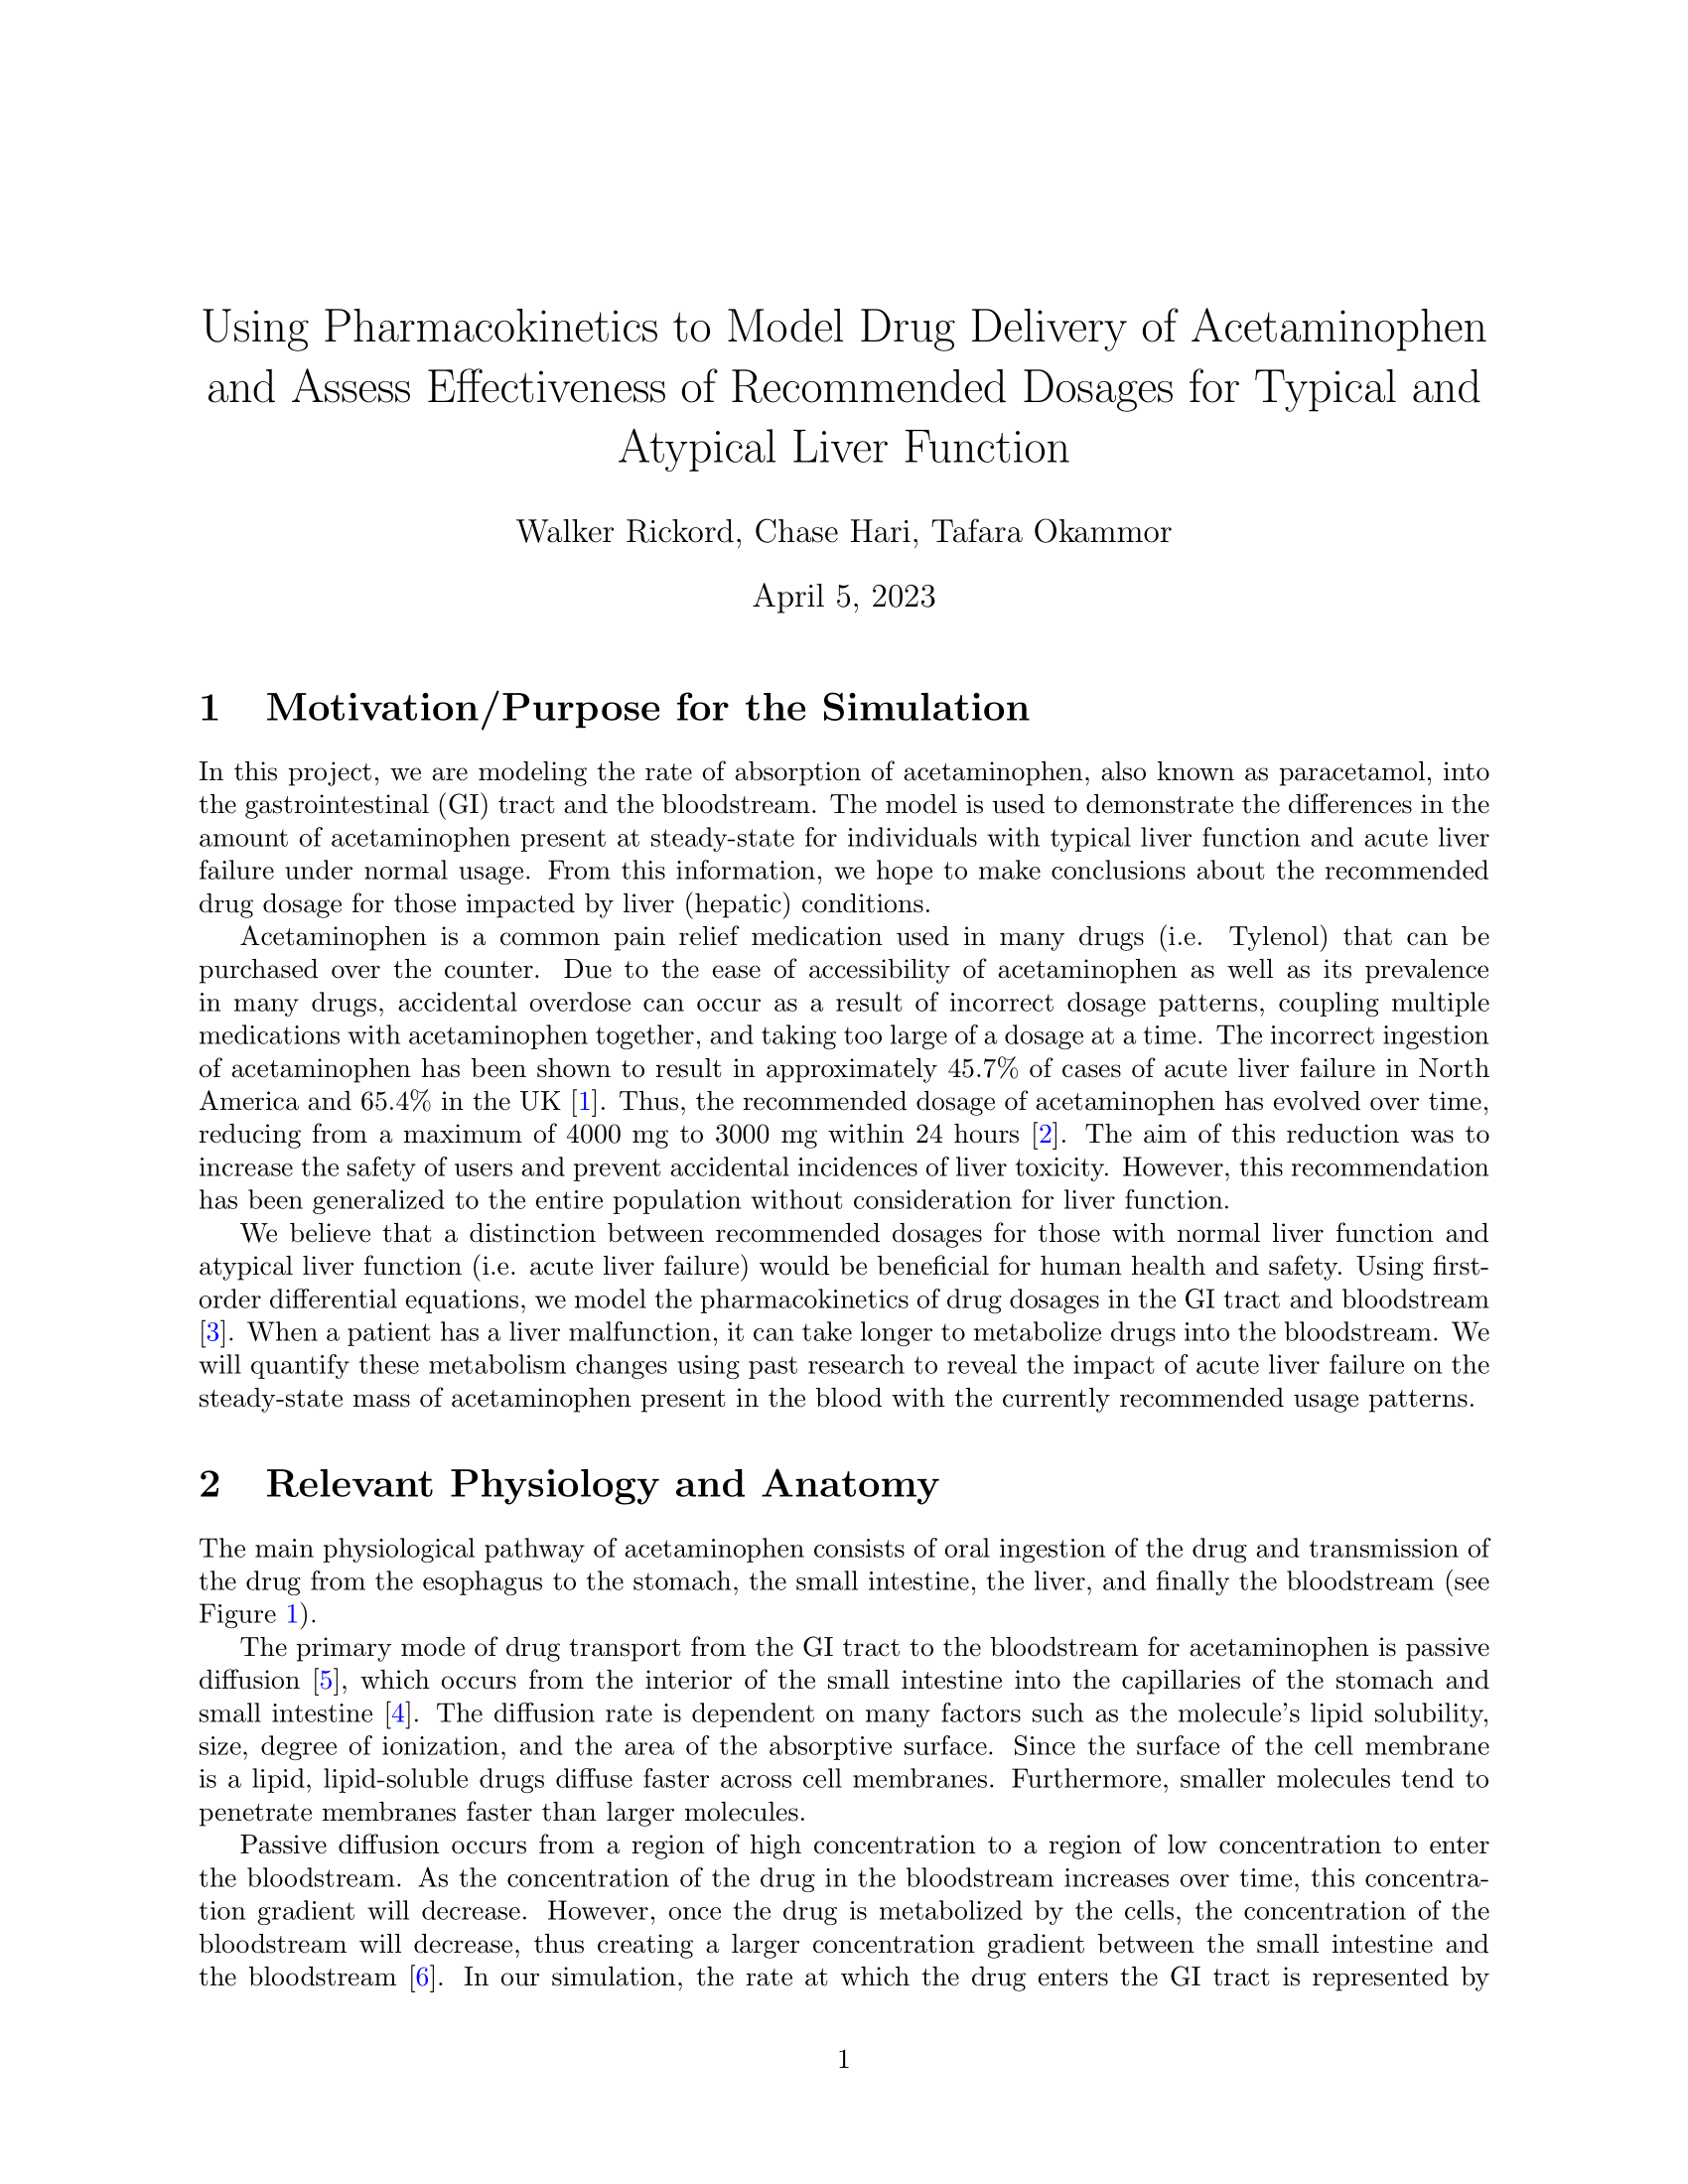 Using Pharmacokinetics to Model Drug Delivery of Acetaminophen
and Assess Effectiveness of Recommended Dosages for Typical and
Atypical Liver Function
Walker Rickord, Chase Hari, Tafara Okammor
April 5, 2023
1 Motivation/Purpose for the Simulation
In this project, we are modeling the rate of absorption of acetaminophen, also known as paracetamol, into
the gastrointestinal (GI) tract and the bloodstream. The model is used to demonstrate the differences in the
amount of acetaminophen present at steady-state for individuals with typical liver function and acute liver
failure under normal usage. From this information, we hope to make conclusions about the recommended
drug dosage for those impacted by liver (hepatic) conditions.
Acetaminophen is a common pain relief medication used in many drugs (i.e. Tylenol) that can be
purchased over the counter. Due to the ease of accessibility of acetaminophen as well as its prevalence
in many drugs, accidental overdose can occur as a result of incorrect dosage patterns, coupling multiple
medications with acetaminophen together, and taking too large of a dosage at a time. The incorrect ingestion
of acetaminophen has been shown to result in approximately 45.7% of cases of acute liver failure in North
America and 65.4% in the UK [1]. Thus, the recommended dosage of acetaminophen has evolved over time,
reducing from a maximum of 4000 mg to 3000 mg within 24 hours [2]. The aim of this reduction was to
increase the safety of users and prevent accidental incidences of liver toxicity. However, this recommendation
has been generalized to the entire population without consideration for liver function.
We believe that a distinction between recommended dosages for those with normal liver function and
atypical liver function (i.e. acute liver failure) would be beneficial for human health and safety. Using first-
order differential equations, we model the pharmacokinetics of drug dosages in the GI tract and bloodstream
[3]. When a patient has a liver malfunction, it can take longer to metabolize drugs into the bloodstream. We
will quantify these metabolism changes using past research to reveal the impact of acute liver failure on the
steady-state mass of acetaminophen present in the blood with the currently recommended usage patterns.
2 Relevant Physiology and Anatomy
The main physiological pathway of acetaminophen consists of oral ingestion of the drug and transmission of
the drug from the esophagus to the stomach, the small intestine, the liver, and finally the bloodstream (see
Figure 1).
The primary mode of drug transport from the GI tract to the bloodstream for acetaminophen is passive
diffusion [5], which occurs from the interior of the small intestine into the capillaries of the stomach and
small intestine [4]. The diffusion rate is dependent on many factors such as the molecule's lipid solubility,
size, degree of ionization, and the area of the absorptive surface. Since the surface of the cell membrane
is a lipid, lipid-soluble drugs diffuse faster across cell membranes. Furthermore, smaller molecules tend to
penetrate membranes faster than larger molecules.
Passive diffusion occurs from a region of high concentration to a region of low concentration to enter
the bloodstream. As the concentration of the drug in the bloodstream increases over time, this concentra-
tion gradient will decrease. However, once the drug is metabolized by the cells, the concentration of the
bloodstream will decrease, thus creating a larger concentration gradient between the small intestine and
the bloodstream [6]. In our simulation, the rate at which the drug enters the GI tract is represented by
1